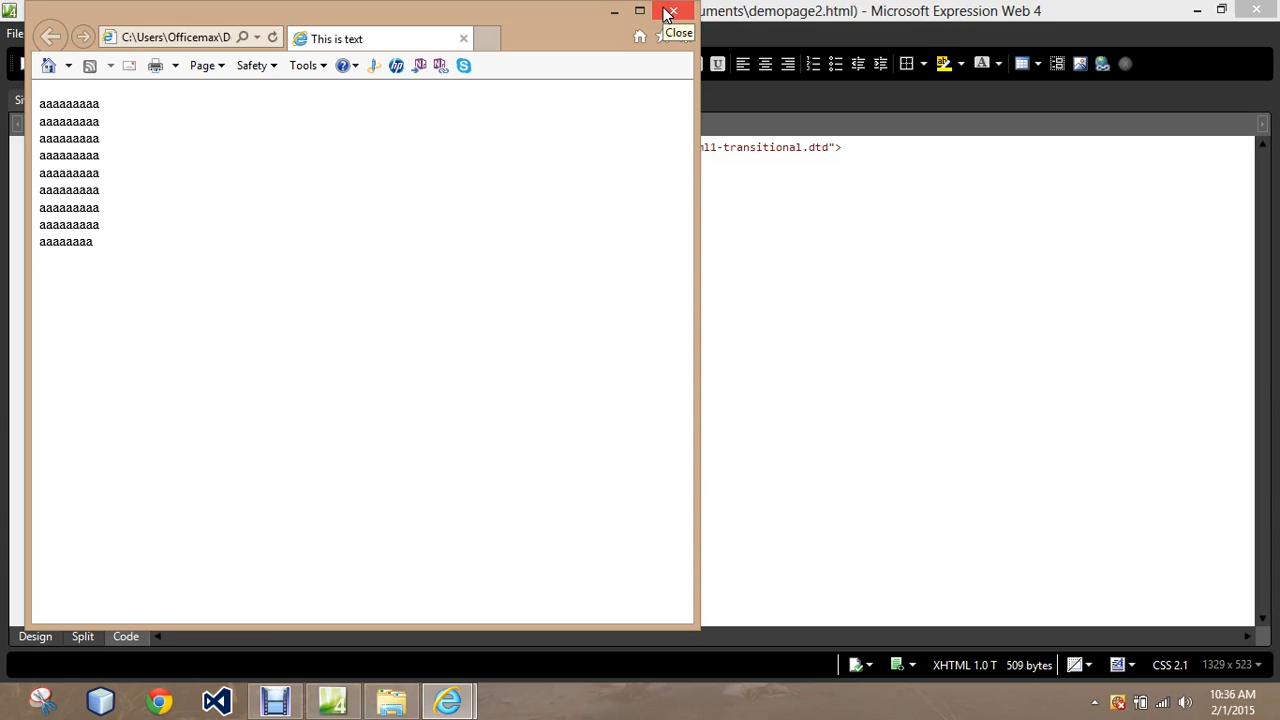 uments\demopage2.html) - Microsoft Expression Web 4
Close
File
C:\Users\Officemax\D
This is text
Page
Safety
Tools
aaaaaaaaa
aaaaaaaaa
aaaaaaaaa
aaaaaaaaa
aaaaaaaaa
aaaaaaaaa
aaaaaaaaa
aaaaaaaaa
aaaaaaaa
ml1-transitional.dtd">
Design
Split
Code
XHTML 1.0 T
509 bytes
CSS 2.1
1329 x 523
10:36 AM
2/1/2015